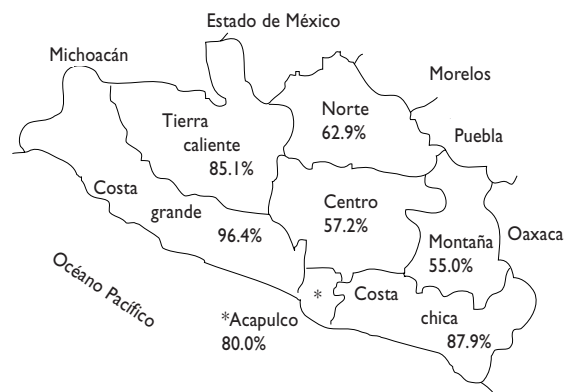 Estado de México
Michoacán
Morelos
Norte
62.9%
Tierra
caliente
85.1%
Puebla
Costa
grande
96.4%
Centro
57.2%
Montaña
55.0%
Oaxaca
Océano Pacífico
*
*Acapulco
80.0%
Costa
chica
87.9%